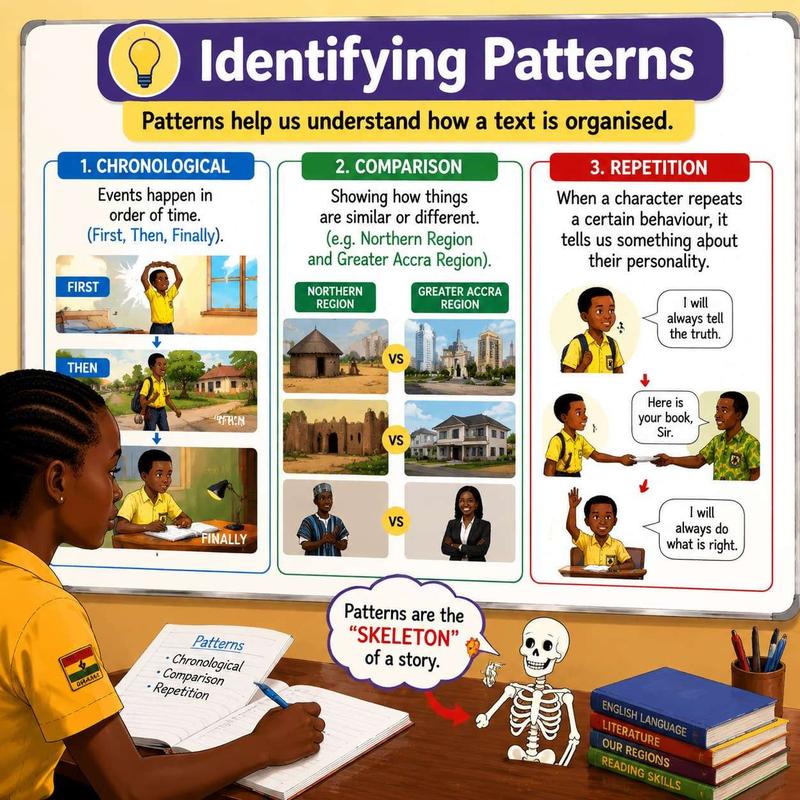 Identifying Patterns
Patterns help us understand how a text is organised.
1. CHRONOLOGICAL
Events happen in
order of time.
(First, Then, Finally).
FIRST
THEN
FINALLY
2. COMPARISON
Showing how things
are similar or different.
(e.g. Northern Region
and Greater Accra Region).
NORTHERN
REGION
GREATER ACCRA
REGION
VS
VS
VS
3. REPETITION
When a character repeats
a certain behaviour, it
tells us something about
their personality.
I will
always tell
the truth.
Here is
your book,
Sir.
I will
always do
what is right.
Patterns are the
"SKELETON"
of a story.
Patterns
• Chronological
• Comparison
• Repetition
ENGLISH LANGUAGE
LITERATURE
OUR REGIONS
READING SKILLS